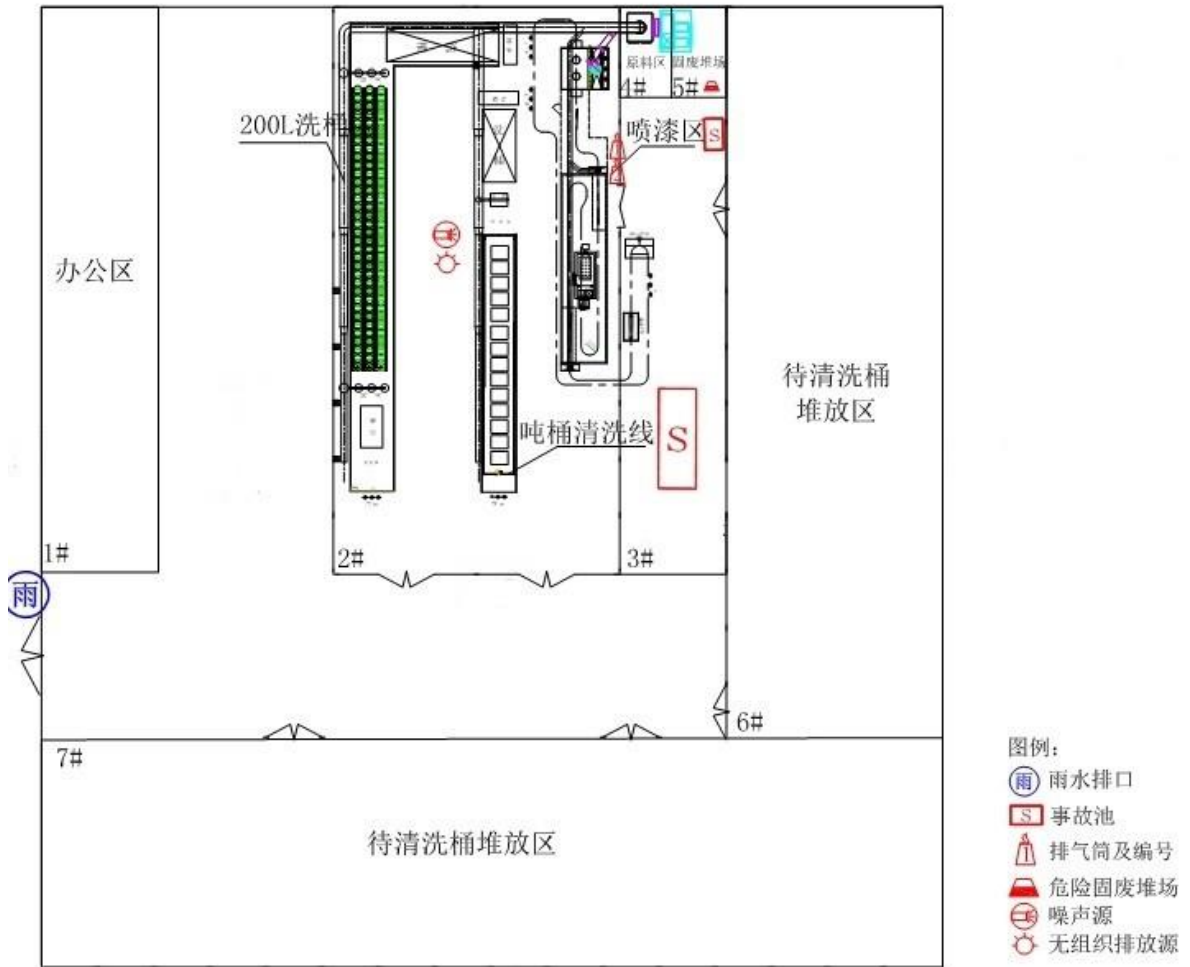 原料区
固废堆场
4#
5#
200L洗桶
喷漆区
S
办公区
待清洗桶
堆放区
吨桶清洗线
S
1#
2#
3#
雨
6#
7#
待清洗桶堆放区
图例：
雨 雨水排口
S 事故池
1 排气筒及编号
危险固废堆场
噪声源
无组织排放源